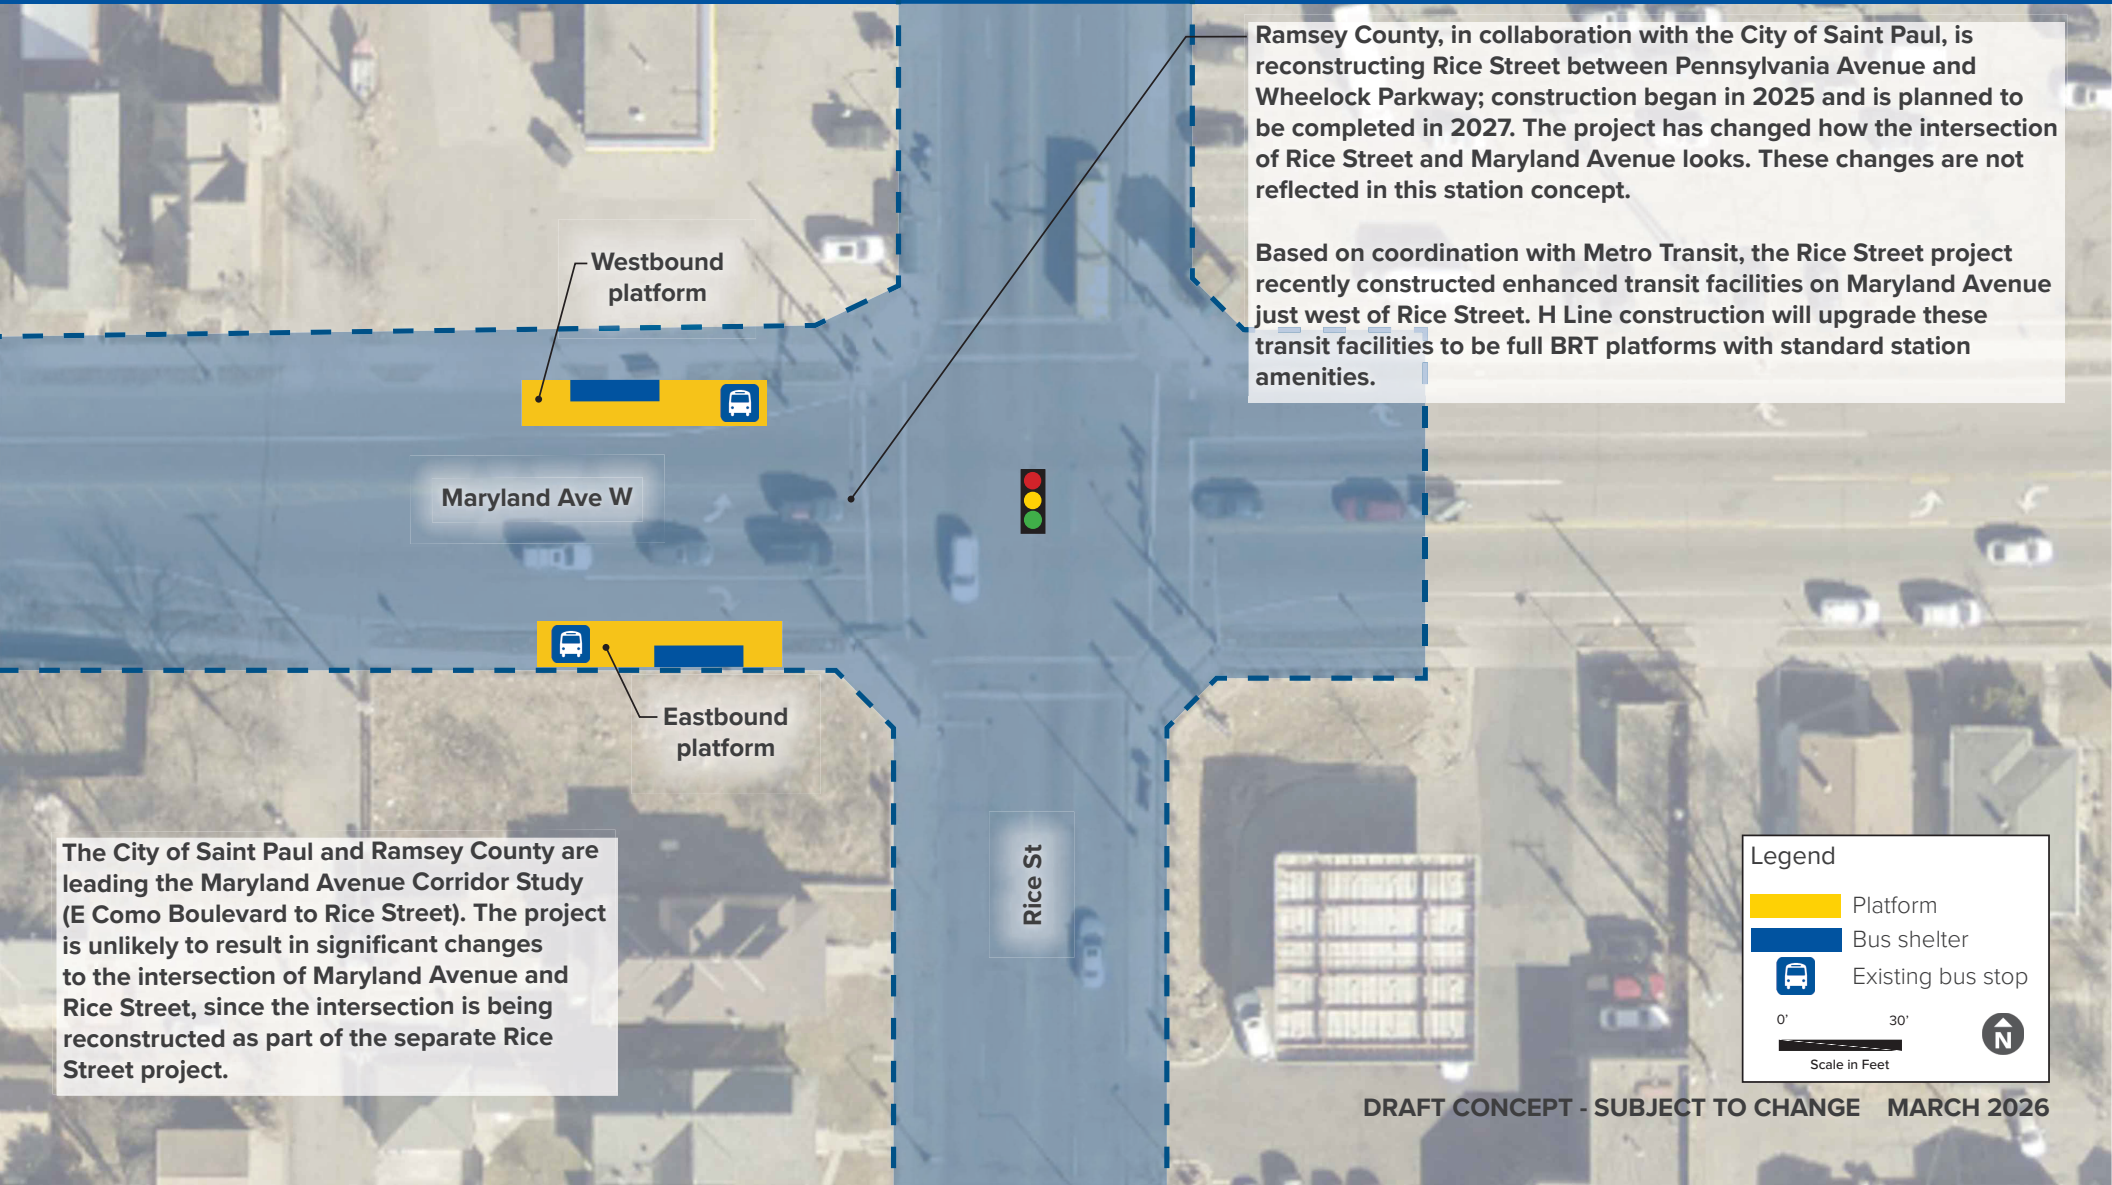 Ramsey County, in collaboration with the City of Saint Paul, is
reconstructing Rice Street between Pennsylvania Avenue and
Wheelock Parkway; construction began in 2025 and is planned to
be completed in 2027. The project has changed how the intersection
of Rice Street and Maryland Avenue looks. These changes are not
reflected in this station concept.
Based on coordination with Metro Transit, the Rice Street project
recently constructed enhanced transit facilities on Maryland Avenue
just west of Rice Street. H Line construction will upgrade these
transit facilities to be full BRT platforms with standard station
amenities.
Westbound
platform
Maryland Ave W
Eastbound
platform
Rice St
The City of Saint Paul and Ramsey County are
leading the Maryland Avenue Corridor Study
(E Como Boulevard to Rice Street). The project
is unlikely to result in significant changes
to the intersection of Maryland Avenue and
Rice Street, since the intersection is being
reconstructed as part of the separate Rice
Street project.
Legend
Platform
Bus shelter
Existing bus stop
0' 30'
Scale in Feet
N
DRAFT CONCEPT - SUBJECT TO CHANGE MARCH 2026